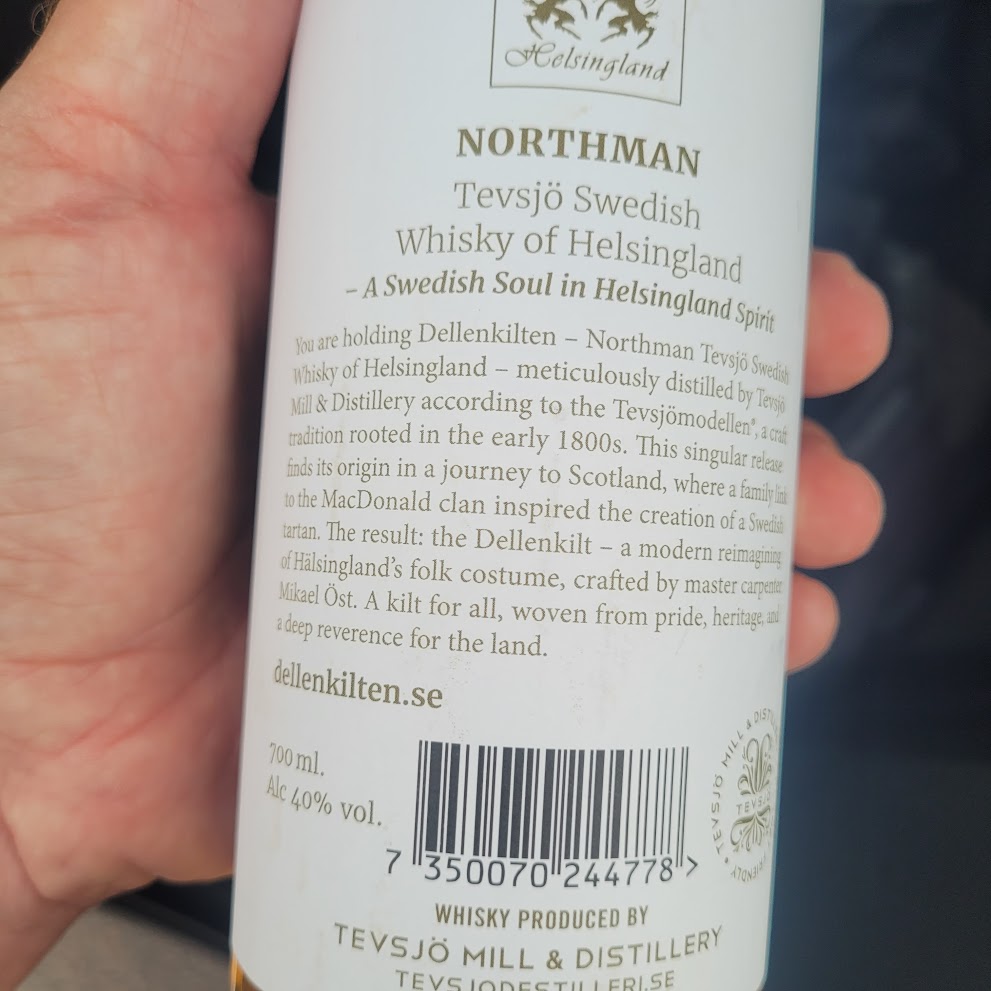 Helsingland
NORTHMAN
Tevsjö Swedish
Whisky of Helsingland
– A Swedish Soul in Helsingland Spirit
You are holding Dellenkilten – Northman Tevsjö Swedish
Whisky of Helsingland – meticulously distilled by Tevsjö
Mill & Distillery according to the Tevsjömodellen®, a craft
tradition rooted in the early 1800s. This singular release
finds its origin in a journey to Scotland, where a family link
to the MacDonald clan inspired the creation of a Swedish
tartan. The result: the Dellenkilt – a modern reimagining
of Hälsingland's folk costume, crafted by master carpenter
Mikael Öst. A kilt for all, woven from pride, heritage, and
a deep reverence for the land.
dellenkilten.se
700 ml.
Alc 40% vol.
7 350070 244778 >
TEVSJÖ MILL &
TEVSJÖ
WHISKY PRODUCED BY
TEVSJÖ MILL & DISTILLERY
TEVSJODESTILLERI.SE